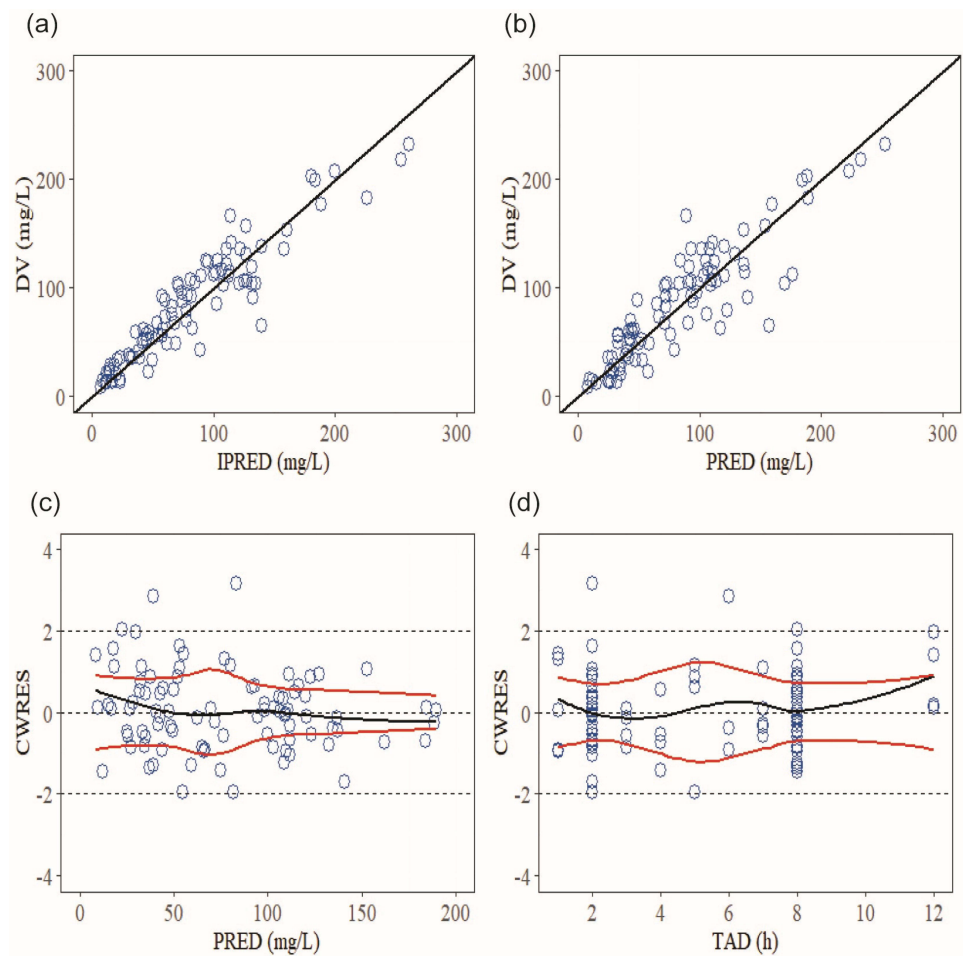 (a)
(b)
300
200
100
0
DV (mg/L)
0 100 200 300
IPRED (mg/L)
300
200
100
0
DV (mg/L)
0 100 200 300
PRED (mg/L)
(c)
(d)
4
2
0
-2
-4
CWRES
0 50 100 150 200
PRED (mg/L)
4
2
0
-2
-4
CWRES
2 4 6 8 10 12
TAD (h)